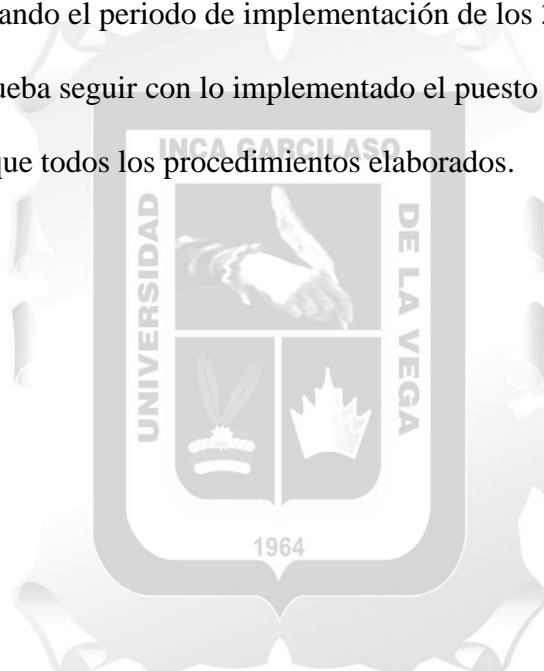 ando el periodo de implementación de los
ueba seguir con lo implementado el puesto
que todos los procedimientos elaborados.
INCA GARCILASO
UNIVERSIDAD
DE LA VEGA
1964